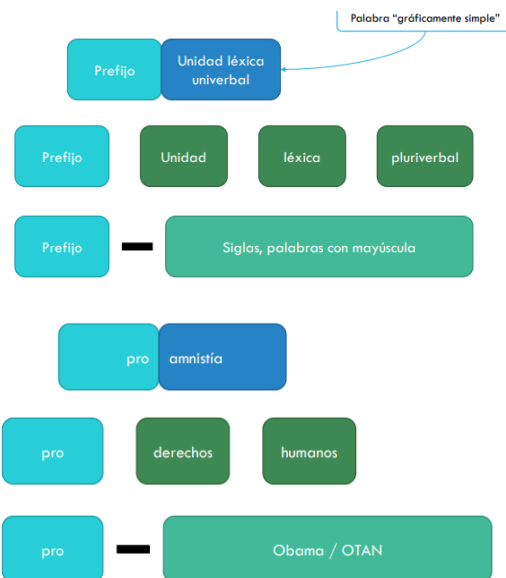 Palabra “gráficamente simple”
Prefijo
Unidad léxica
univerbal
Prefijo Unidad léxica pluriverbal
Prefijo Siglas, palabras con mayúscula
pro amnistía
pro derechos humanos
pro Obama / OTAN